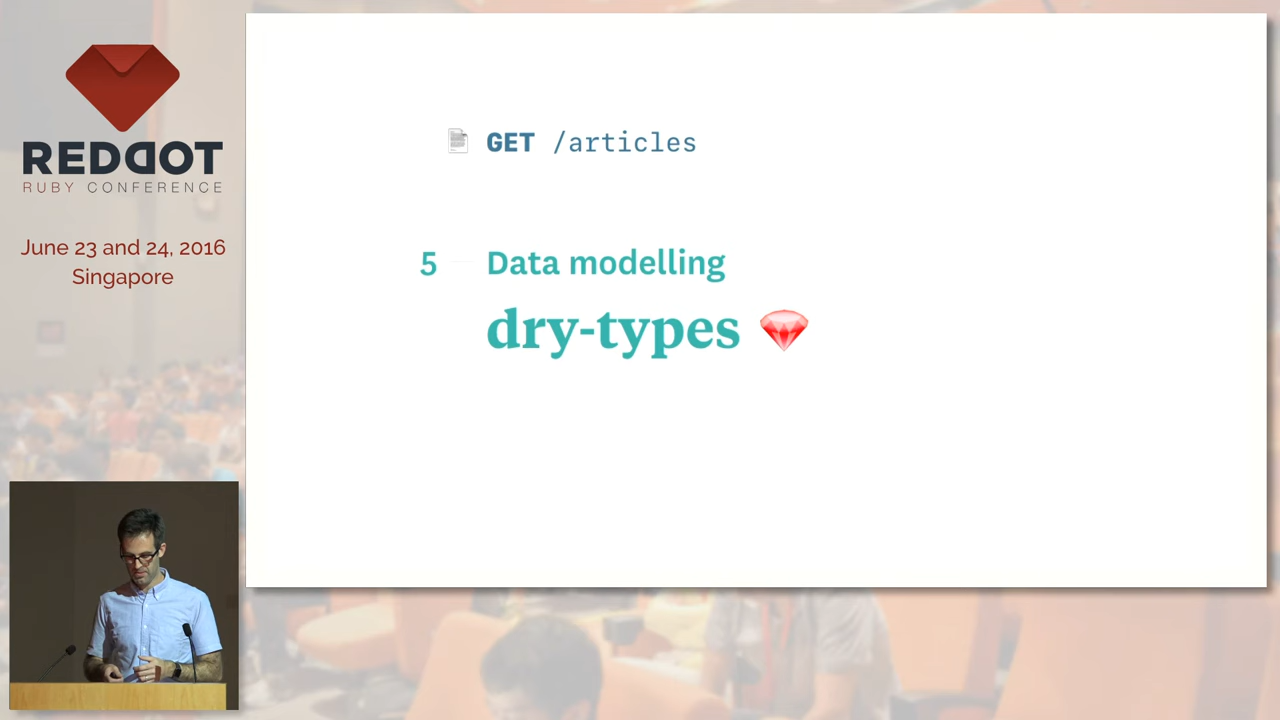 REDDOT
RUBY CONFERENCE
June 23 and 24, 2016
Singapore
GET /articles
5 Data modelling
dry-types